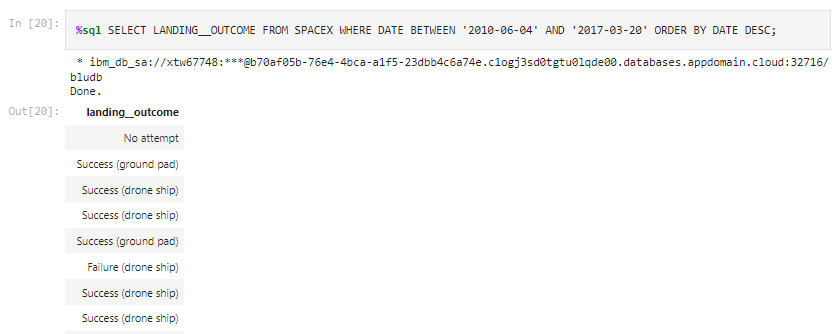 In [20]: %sql SELECT LANDING__OUTCOME FROM SPACEX WHERE DATE BETWEEN '2010-06-04' AND '2017-03-20' ORDER BY DATE DESC;
* ibm_db_sa://xtw67748:***@b70af05b-76e4-4bca-a1f5-23dbb4c6a74e.c1ogj3sd0tgtu0lqde00.databases.appdomain.cloud:32716/
bludb
Done.
Out[20]: landing__outcome
No attempt
Success (ground pad)
Success (drone ship)
Success (drone ship)
Success (ground pad)
Failure (drone ship)
Success (drone ship)
Success (drone ship)